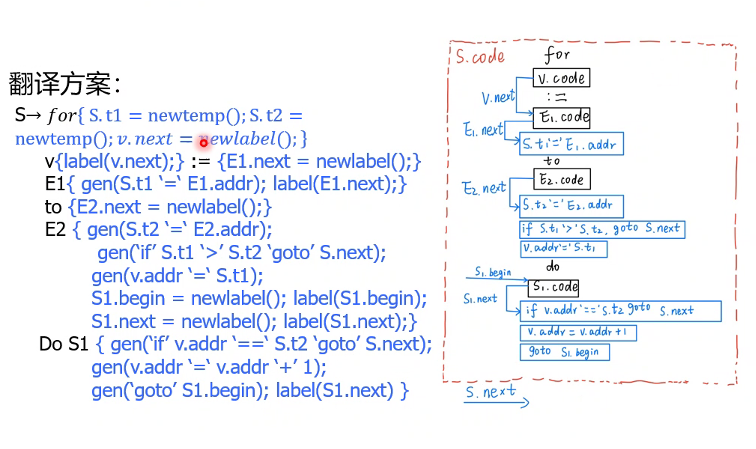 翻译方案：
S→ for{ S.t1 = newtemp(); S.t2 =
newtemp(); v.next = newlabel(); }
v{label(v.next);} := {E1.next = newlabel();}
E1{ gen(S.t1 ‘=‘ E1.addr); label(E1.next);}
to {E2.next = newlabel();}
E2 { gen(S.t2 ‘=‘ E2.addr);
gen(‘if’ S.t1 ‘>’ S.t2 ‘goto’ S.next);
gen(v.addr ‘=‘ S.t1);
S1.begin = newlabel(); label(S1.begin);
S1.next = newlabel(); label(S1.next);}
Do S1 { gen(‘if’ v.addr ‘==‘ S.t2 ‘goto’ S.next);
gen(v.addr ‘=‘ v.addr ‘+’ 1);
gen(‘goto’ S1.begin); label(S1.next) }
S.code for
V.code
V.next
:=
E1.code
E1.next
S.t1'='E1.addr
to
E2.code
E2.next
S.t2'='E2.addr
if S.t1'>'S.t2, goto S.next
V.addr'='S.t1
do
S1.begin
S1.code
S1.next
if v.addr'=='S.t2 goto S.next
v.addr = v.addr + 1
goto S1.begin
S.next